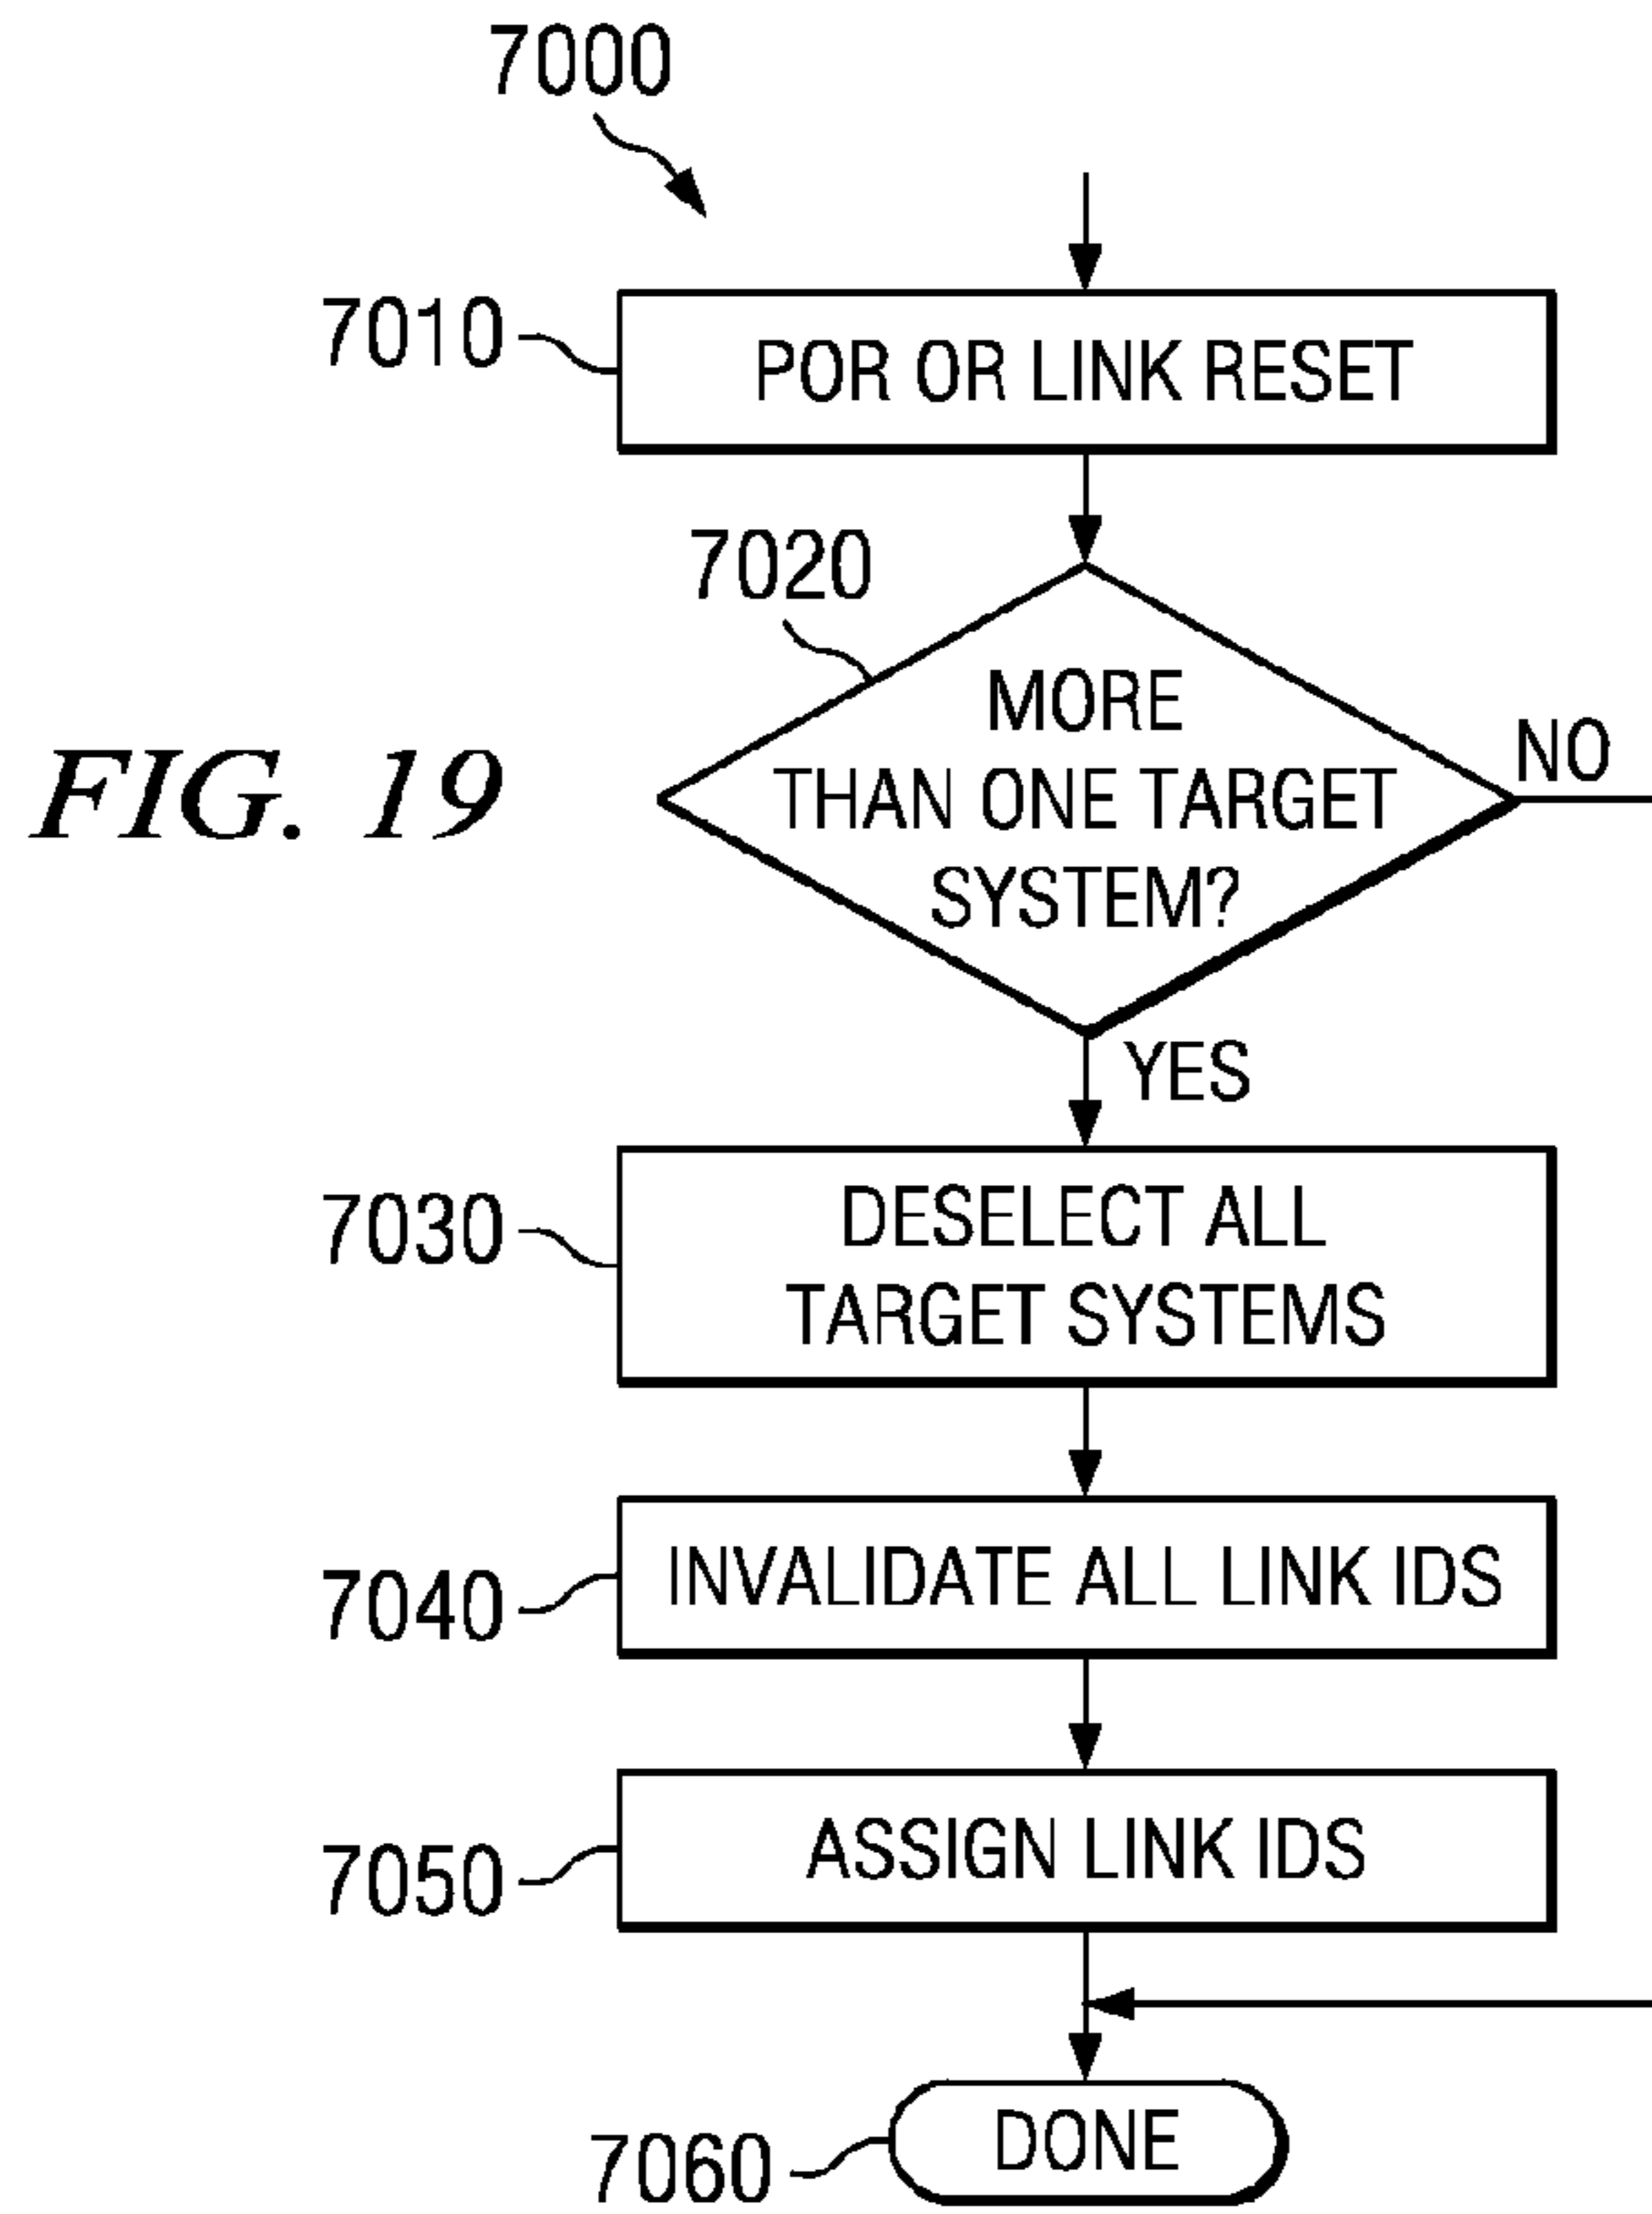 7000
7010
POR OR LINK RESET
7020
MORE
THAN ONE TARGET
SYSTEM?
NO
FIG. 19
YES
7030
DESELECT ALL
TARGET SYSTEMS
7040
INVALIDATE ALL LINK IDS
7050
ASSIGN LINK IDS
7060
DONE